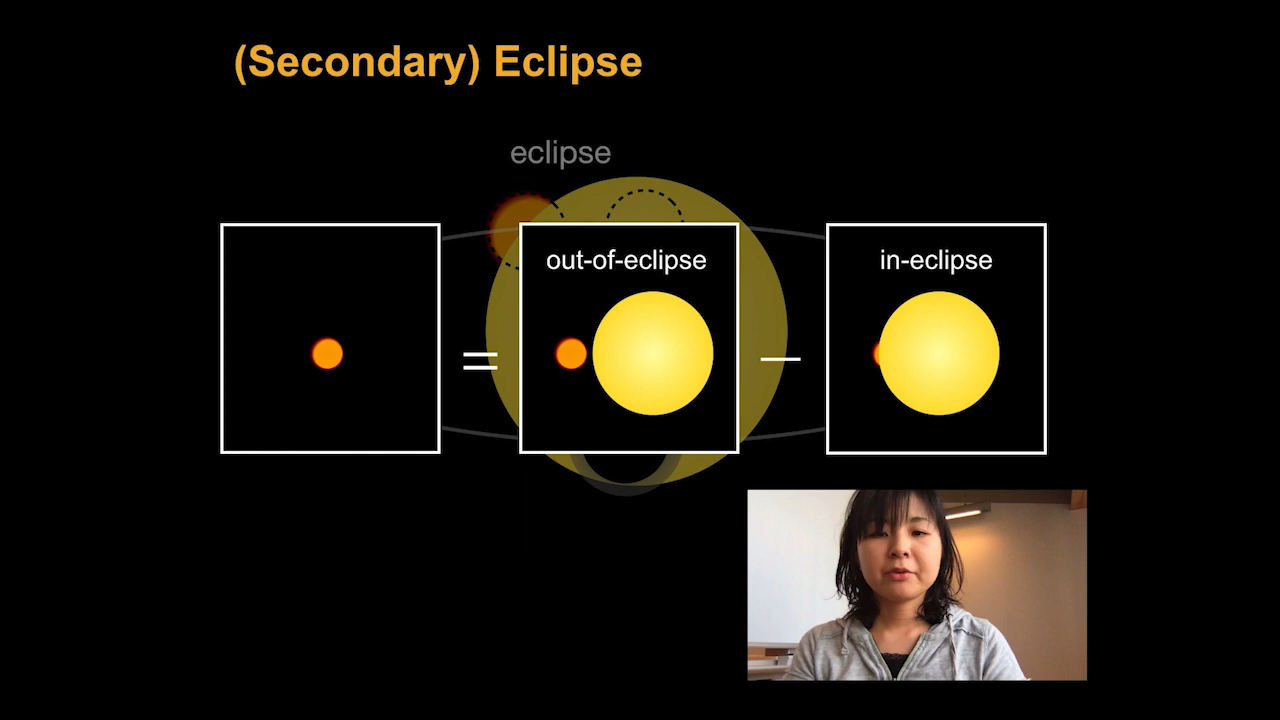 (Secondary) Eclipse
eclipse
out-of-eclipse
in-eclipse
=
—